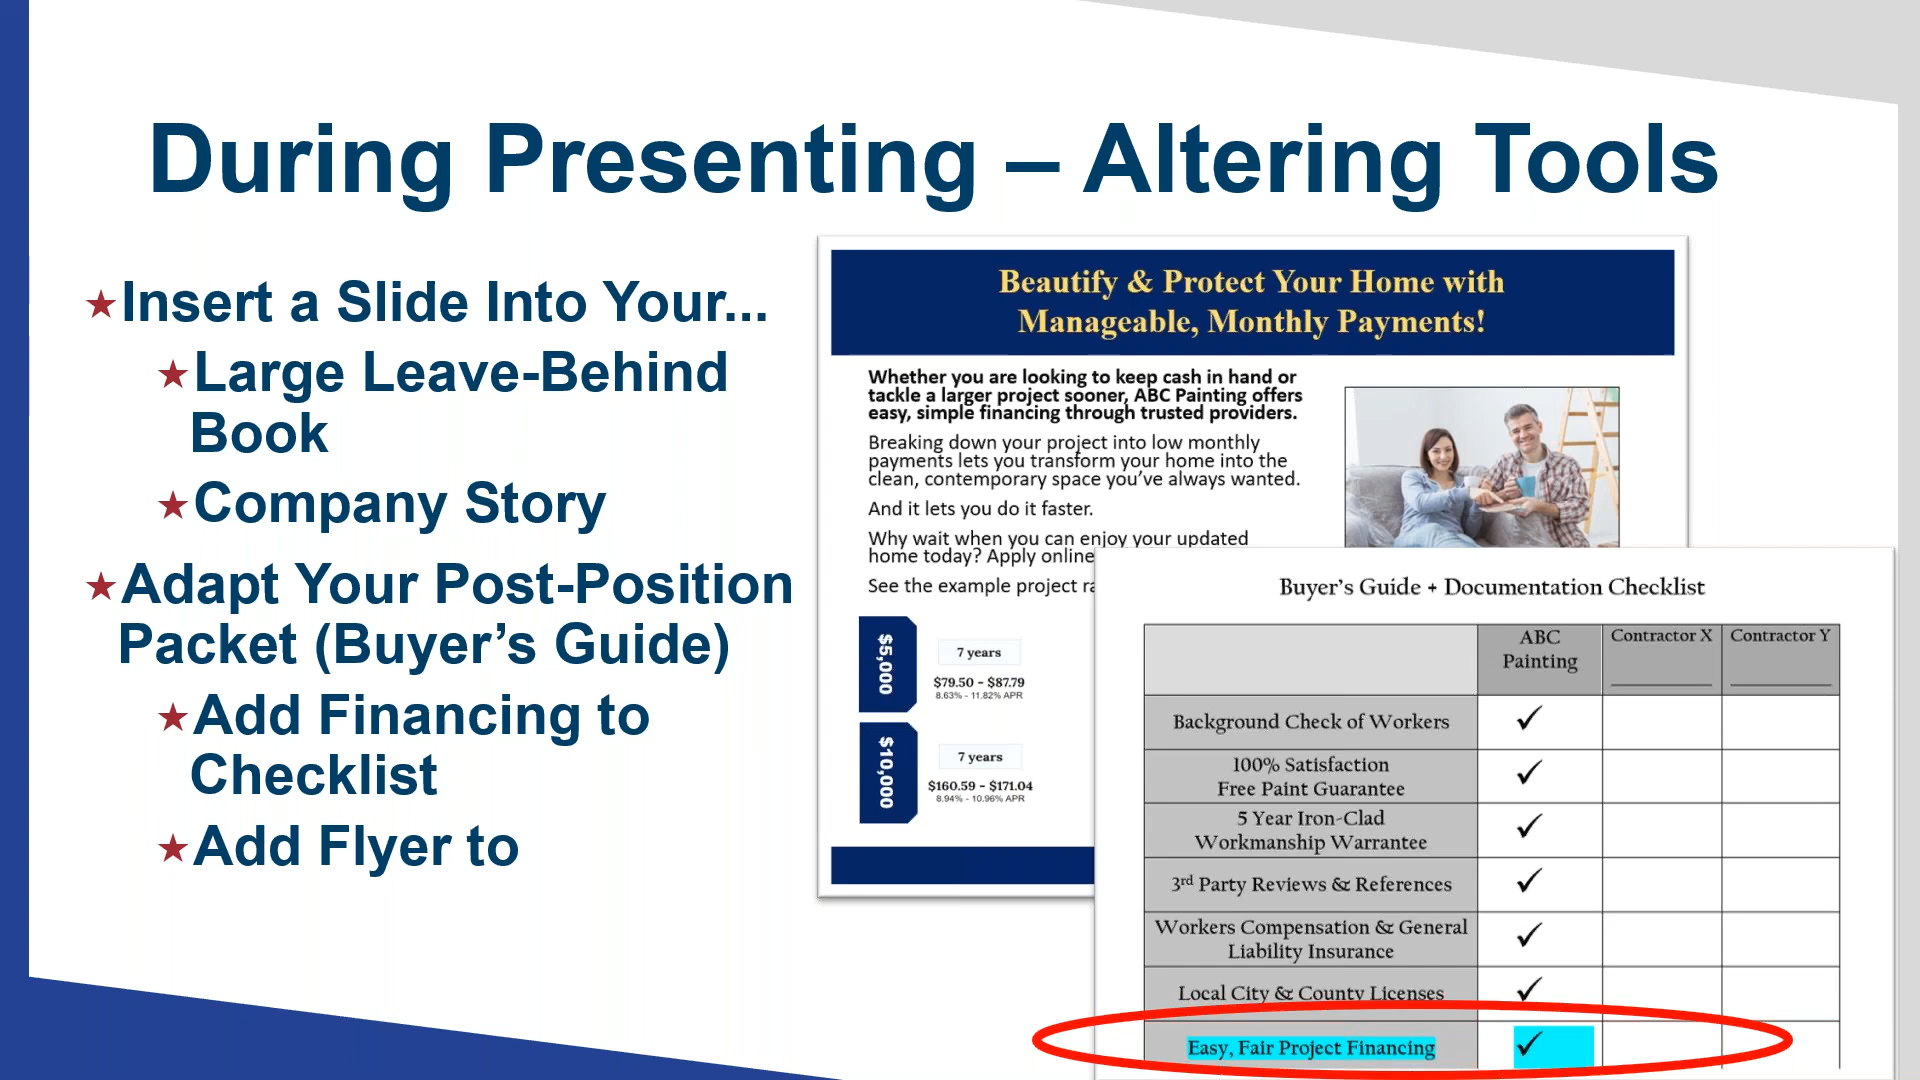 During Presenting – Altering Tools
★Insert a Slide Into Your...
★Large Leave-Behind
Book
★Company Story
★Adapt Your Post-Position
Packet (Buyer’s Guide)
★Add Financing to
Checklist
★Add Flyer to
Beautify & Protect Your Home with
Manageable, Monthly Payments!
Whether you are looking to keep cash in hand or
tackle a larger project sooner, ABC Painting offers
easy, simple financing through trusted providers.
Breaking down your project into low monthly
payments lets you transform your home into the
clean, contemporary space you’ve always wanted.
And it lets you do it faster.
Why wait when you can enjoy your updated
home today? Apply online
See the example project
$5,000
7 years
$79.50 - $87.79
8.63% - 11.82% APR
$10,000
7 years
$160.59 - $171.04
8.94% - 10.96% APR
Buyer’s Guide + Documentation Checklist
ABC
Painting
Contractor X
Contractor Y
Background Check of Workers ✓
100% Satisfaction
Free Paint Guarantee ✓
5 Year Iron-Clad
Workmanship Warrantee ✓
3rd Party Reviews & References ✓
Workers Compensation & General
Liability Insurance ✓
Local City & County Licenses ✓
Easy, Fair Project Financing ✓